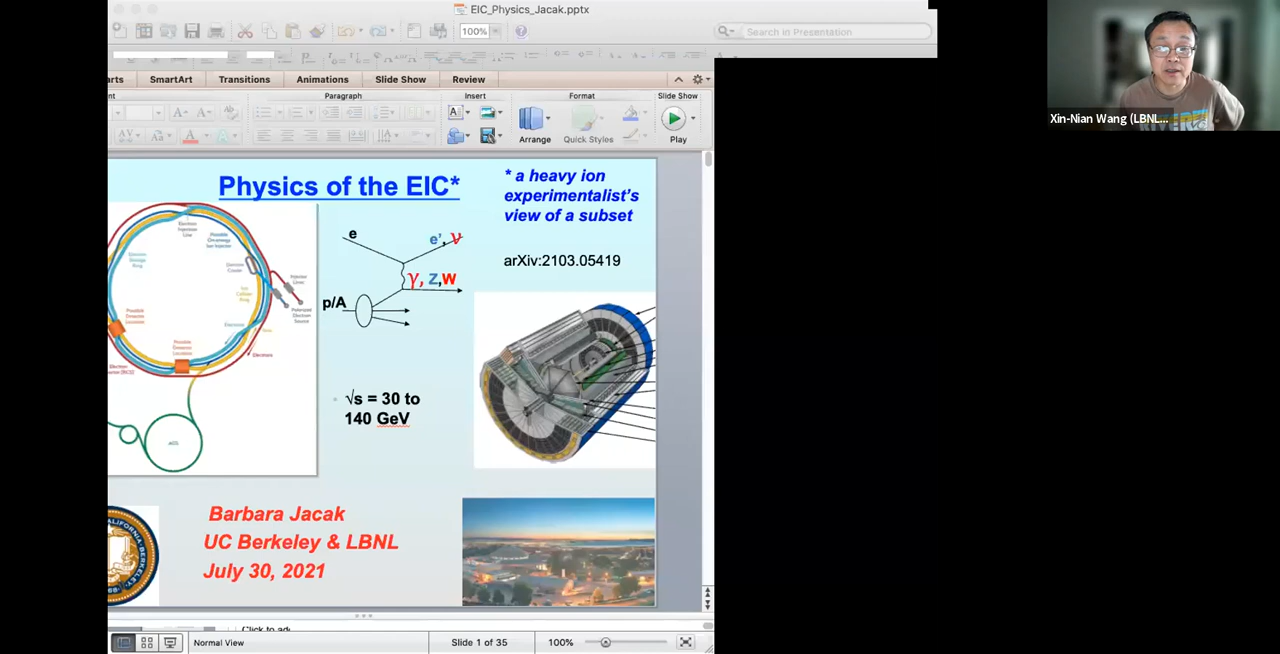 EIC_Physics_Jacak.pptx
100%
Search in Presentation
arts
SmartArt
Transitions
Animations
Slide Show
Review
nt
Paragraph
Insert
Format
Slide Show
Arrange
Quick Styles
Play
Physics of the EIC*
* a heavy ion
experimentalist's
view of a subset
arXiv:2103.05419
e
e', ν
γ, Z,W
p/A
√s = 30 to
140 GeV
AGS
Barbara Jacak
UC Berkeley & LBNL
July 30, 2021
Normal View
Slide 1 of 35
100%
Xin-Nian Wang (LBNL...